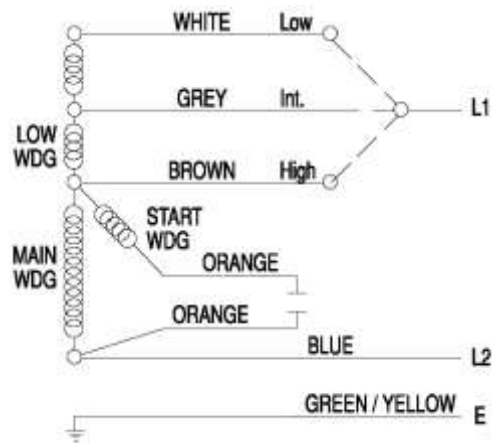 WHITE Low
GREY Int. L1
LOW
WDG
BROWN High
START
WDG
MAIN
WDG
ORANGE
ORANGE
BLUE L2
GREEN / YELLOW E